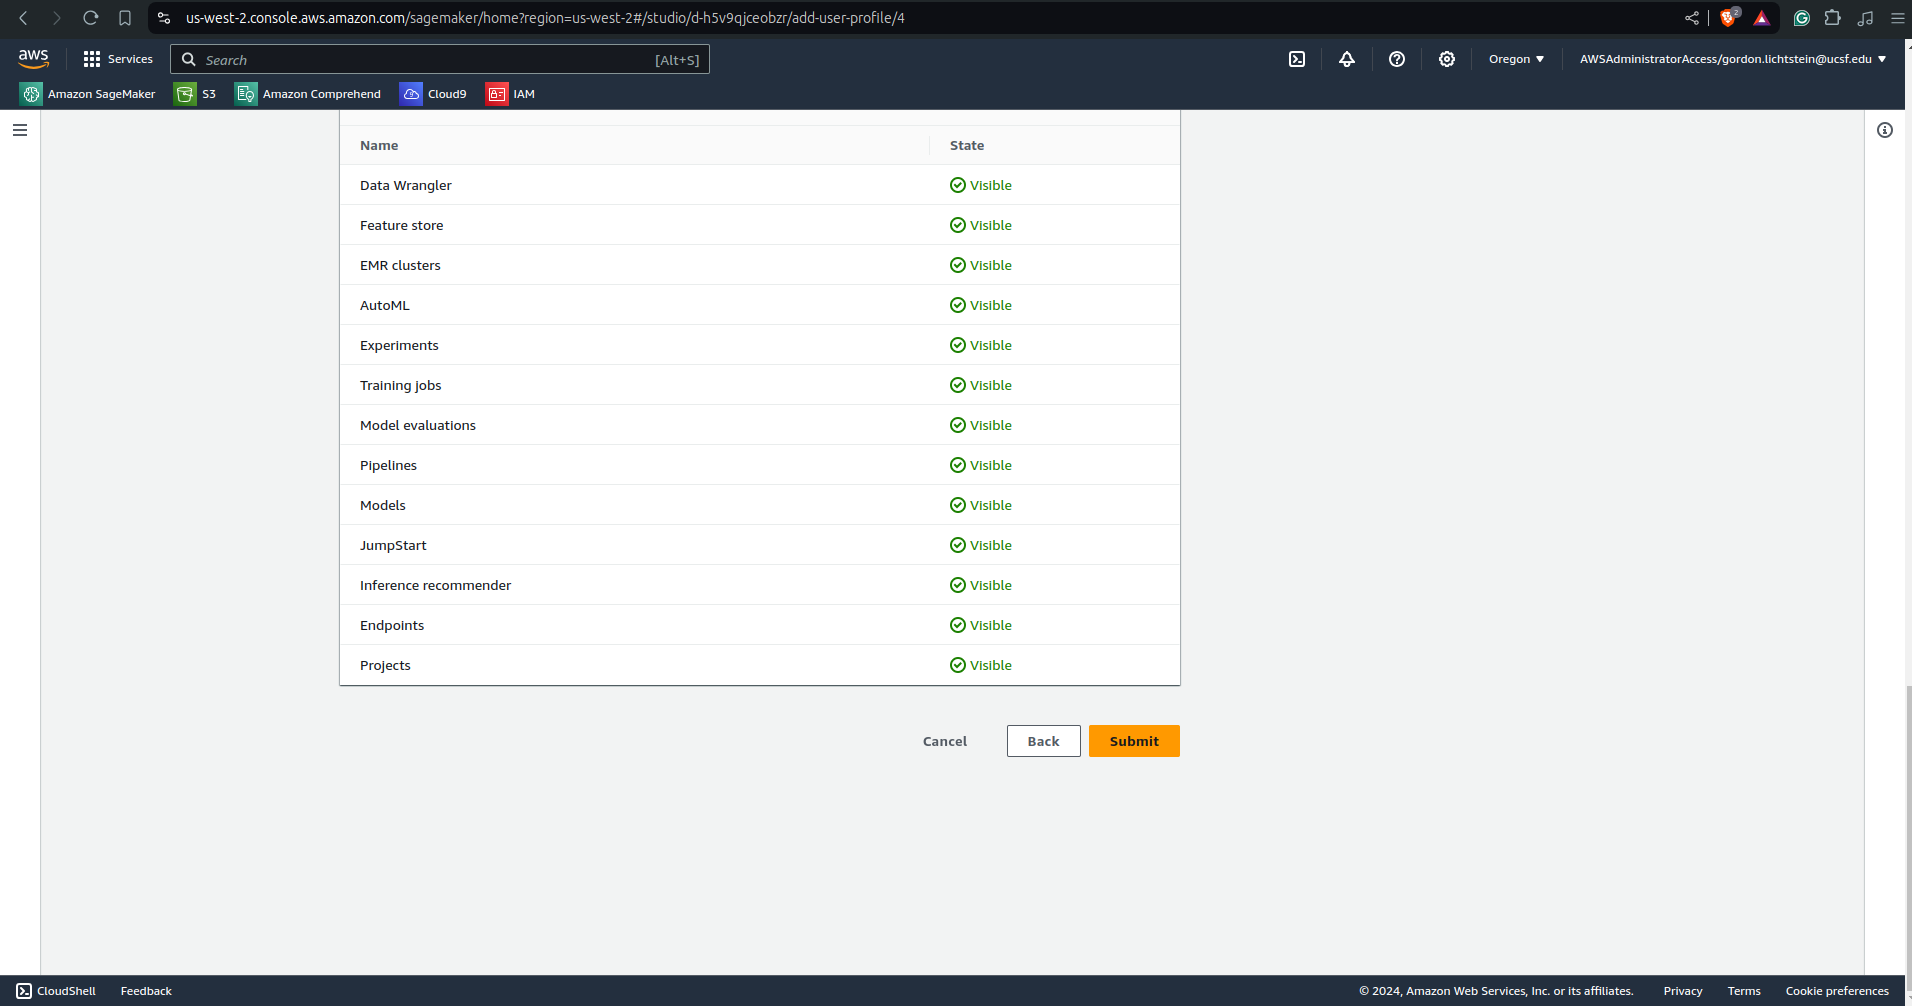 us-west-2.console.aws.amazon.com/sagemaker/home?region=us-west-2#/studio/d-h5v9qjceobzr/add-user-profile/4
2
aws
Services
Search
[Alt+S]
Oregon
AWSAdministratorAccess/gordon.lichtstein@ucsf.edu
Amazon SageMaker
S3
Amazon Comprehend
Cloud9
IAM
Name State
Data Wrangler Visible
Feature store Visible
EMR clusters Visible
AutoML Visible
Experiments Visible
Training jobs Visible
Model evaluations Visible
Pipelines Visible
Models Visible
JumpStart Visible
Inference recommender Visible
Endpoints Visible
Projects Visible
Cancel Back Submit
CloudShell Feedback © 2024, Amazon Web Services, Inc. or its affiliates. Privacy Terms Cookie preferences